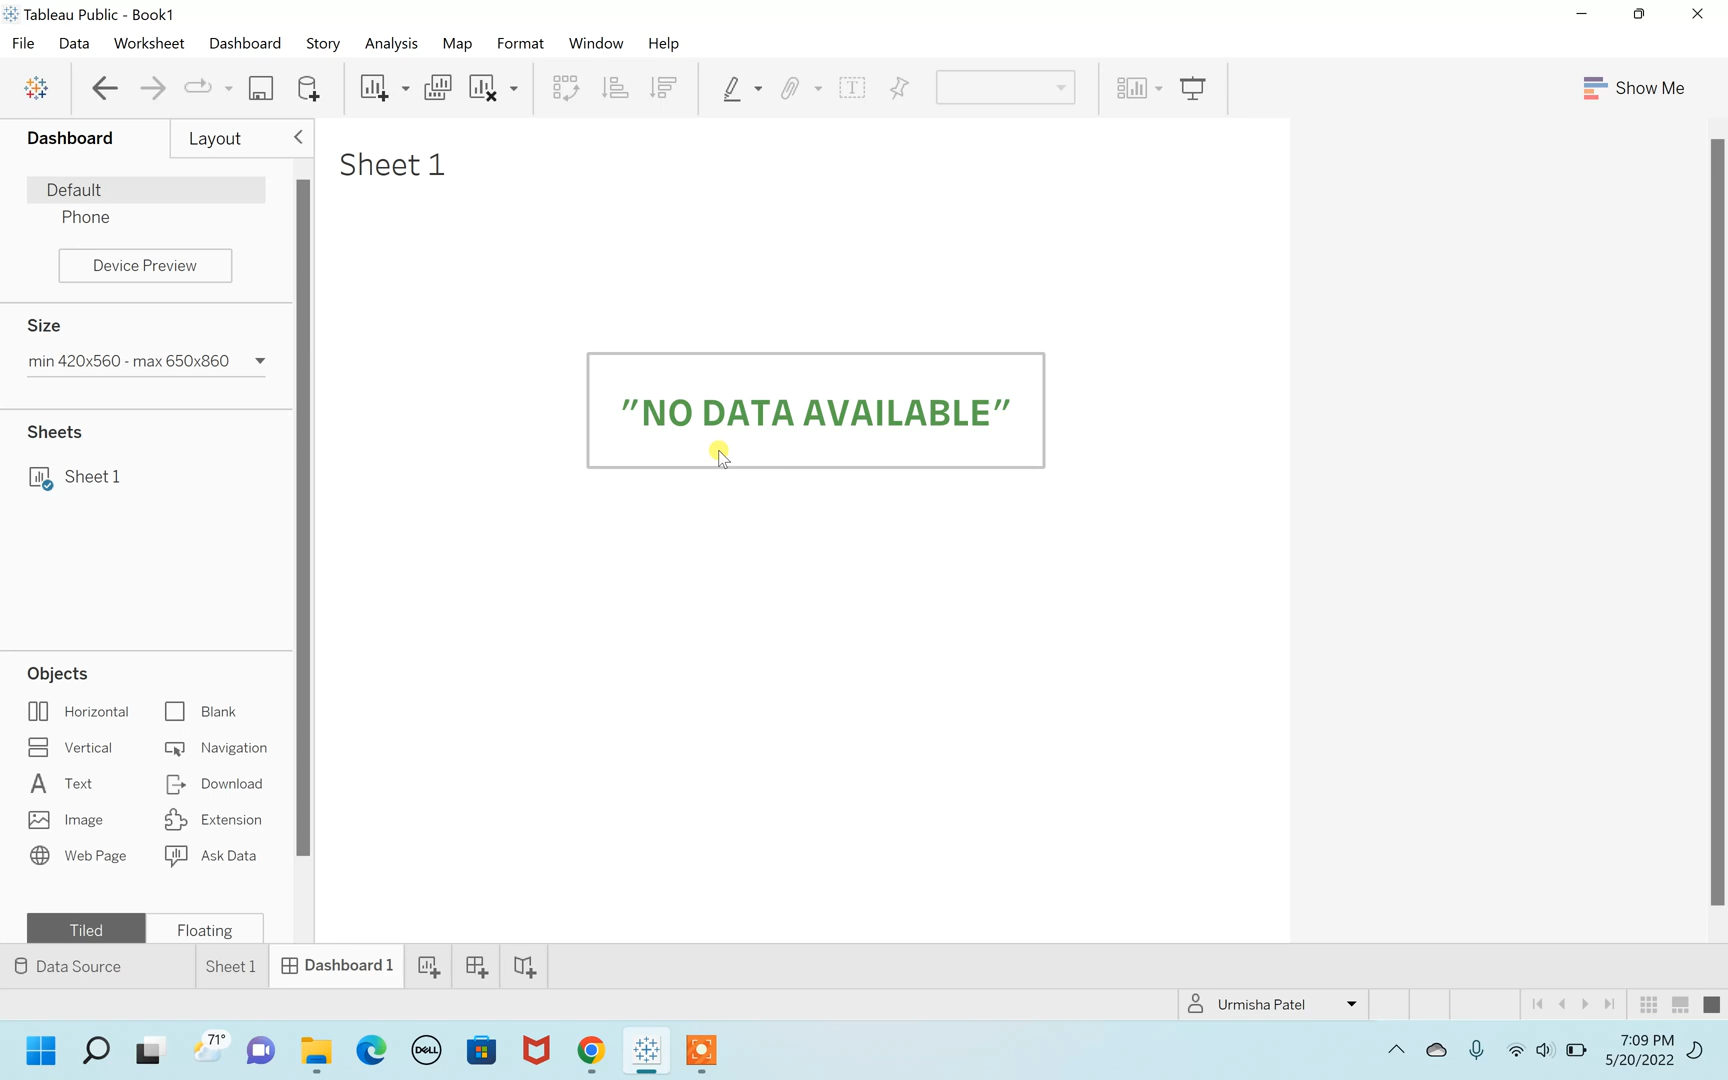 Tableau Public - Book1
File Data Worksheet Dashboard Story Analysis Map Format Window Help
Show Me
Dashboard Layout
Default
Phone
Device Preview
Size
min 420x560 - max 650x860
Sheets
Sheet 1
Objects
Horizontal Blank
Vertical Navigation
Text Download
Image Extension
Web Page Ask Data
Tiled Floating
Sheet 1
"NO DATA AVAILABLE"
Data Source Sheet 1 Dashboard 1
Urmisha Patel
71°
DELL
7:09 PM
5/20/2022